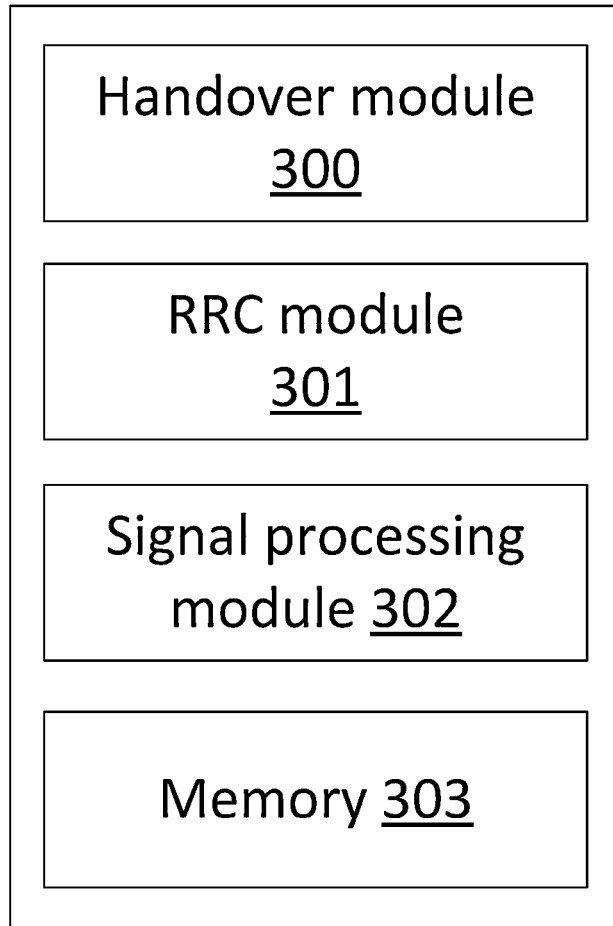 Handover module
300
RRC module
301
Signal processing
module 302
Memory 303